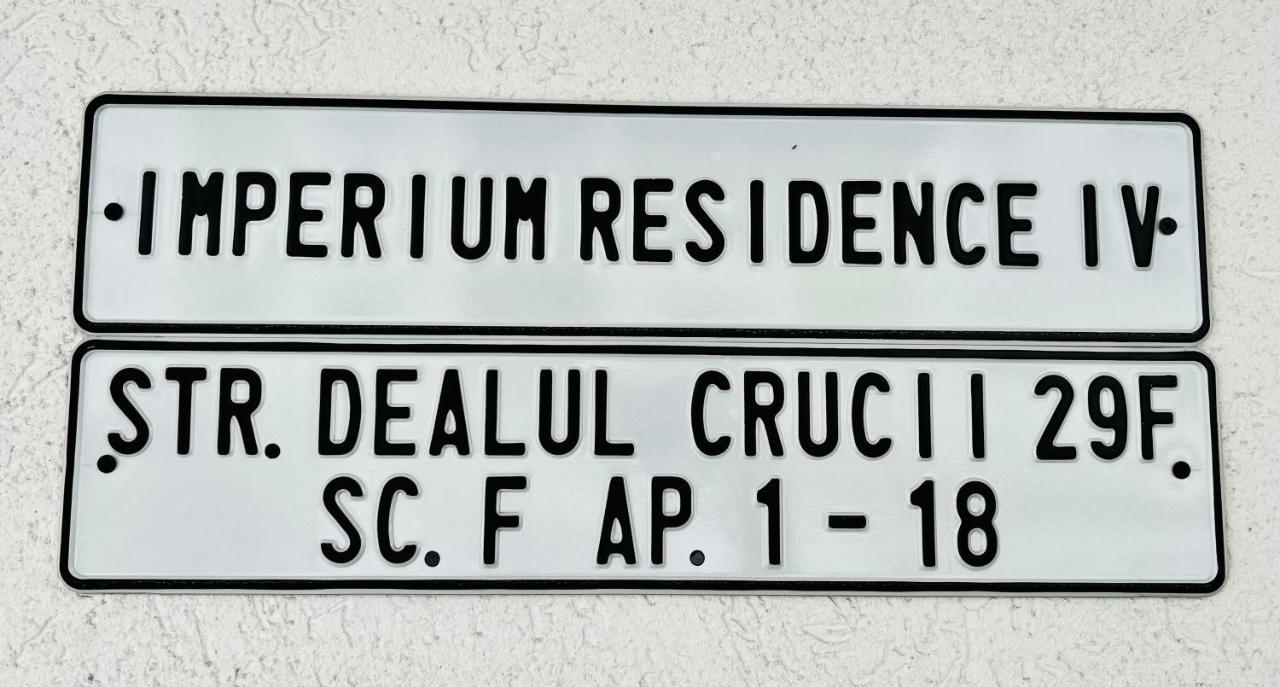 IMPERIUM RESIDENCE IV
STR. DEALUL CRUCII 29F
SC. F AP. 1 - 18